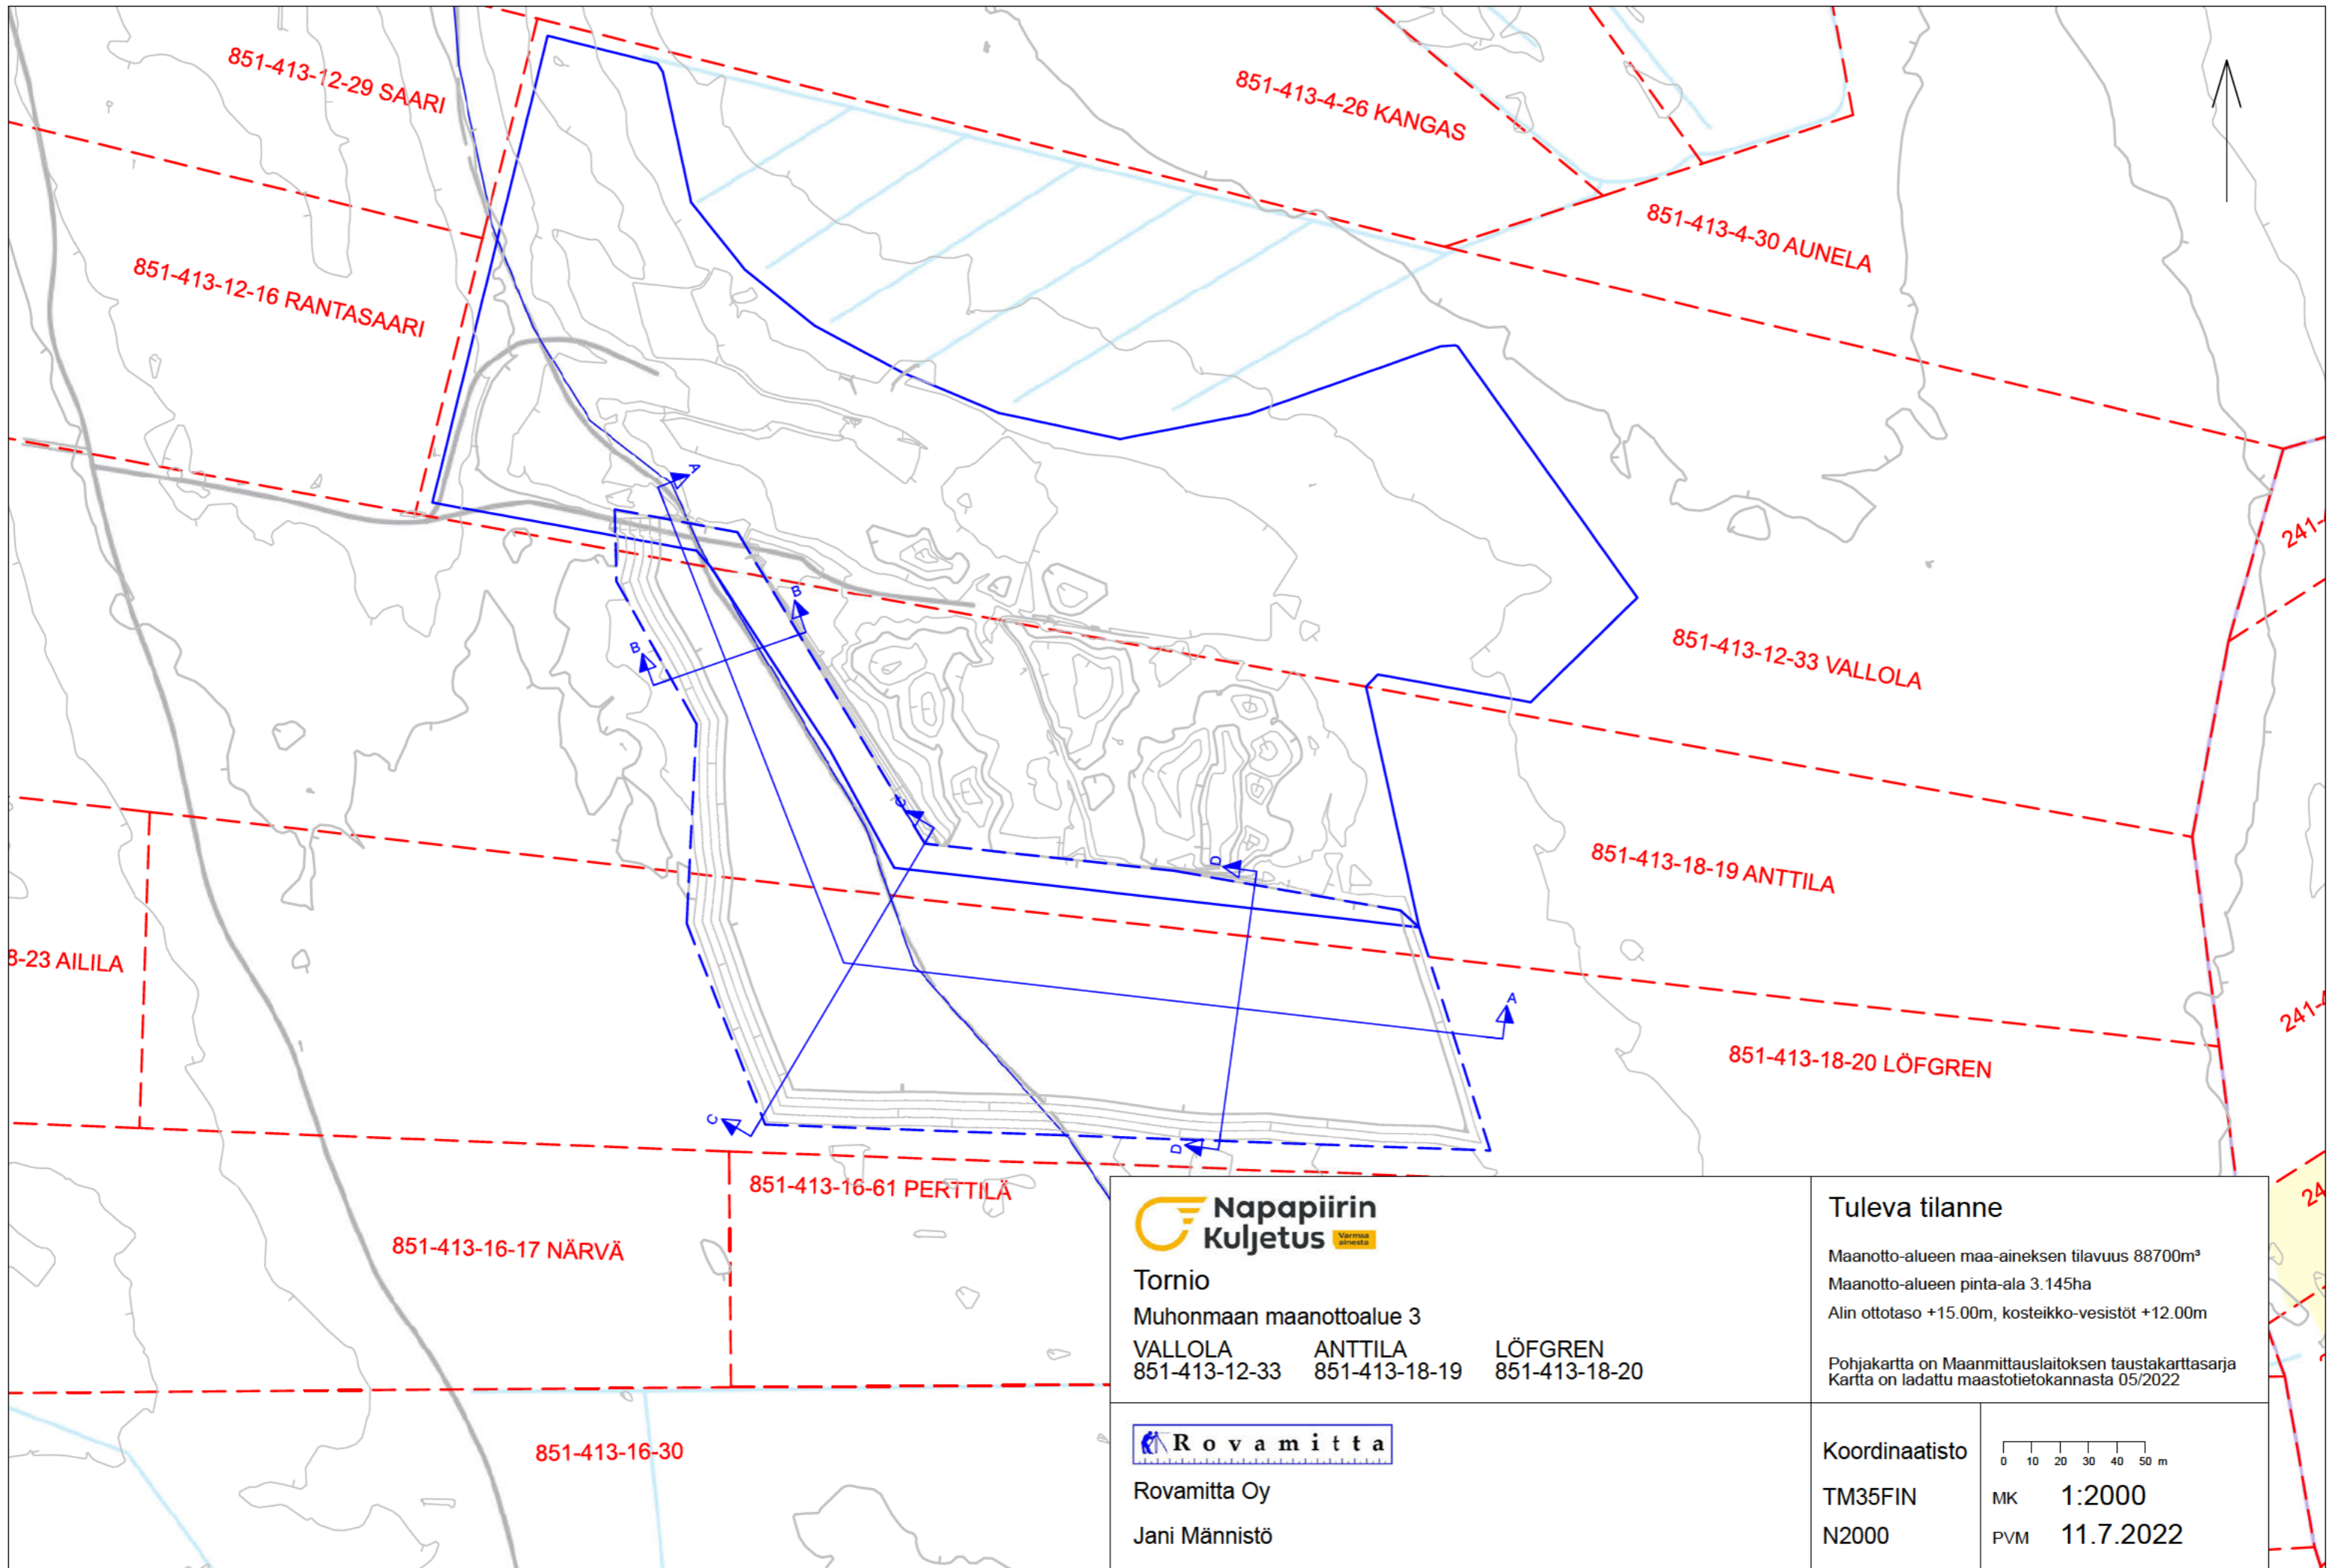 851-413-12-29 SAARI
851-413-4-26 KANGAS
851-413-4-30 AUNELA
851-413-12-16 RANTASAARI
A
241-
B
B
851-413-12-33 VALLOLA
C
D
851-413-18-19 ANTTILA
8-23 AILILA
A
241-
851-413-18-20 LÖFGREN
C
D
851-413-16-61 PERTTILÄ
24
851-413-16-17 NÄRVÄ
851-413-16-30
Napapiirin
Kuljetus
Varmaa
ainesta
Tornio
Muhonmaan maanottoalue 3
VALLOLA ANTTILA LÖFGREN
851-413-12-33 851-413-18-19 851-413-18-20
Tuleva tilanne
Maanotto-alueen maa-aineksen tilavuus 88700m³
Maanotto-alueen pinta-ala 3.145ha
Alin ottotaso +15.00m, kosteikko-vesistöt +12.00m
Pohjakartta on Maanmittauslaitoksen taustakarttasarja
Kartta on ladattu maastotietokannasta 05/2022
Rovamitta
Rovamitta Oy
Jani Männistö
Koordinaatisto
TM35FIN
N2000
0 10 20 30 40 50 m
MK 1:2000
PVM 11.7.2022